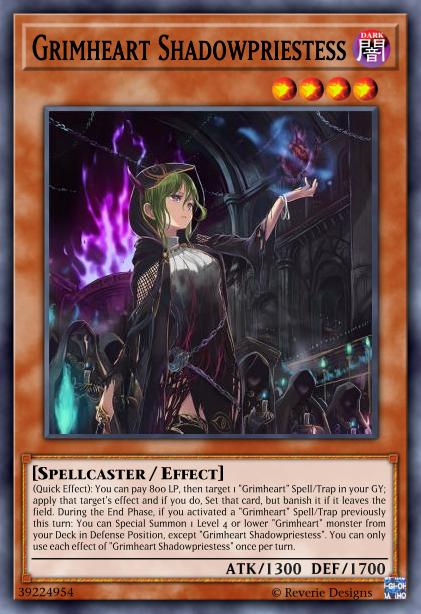 GRIMHEART SHADOWPRIESTESS
DARK
闇
[SPELLCASTER / EFFECT]
(Quick Effect): You can pay 800 LP, then target 1 "Grimheart" Spell/Trap in your GY;
apply that target's effect and if you do, Set that card, but banish it if it leaves the
field. During the End Phase, if you activated a "Grimheart" Spell/Trap previously
this turn: You can Special Summon 1 Level 4 or lower "Grimheart" monster from
your Deck in Defense Position, except "Grimheart Shadowpriestess". You can only
use each effect of "Grimheart Shadowpriestess" once per turn.
ATK/1300 DEF/1700
39224954 © Reverie Designs